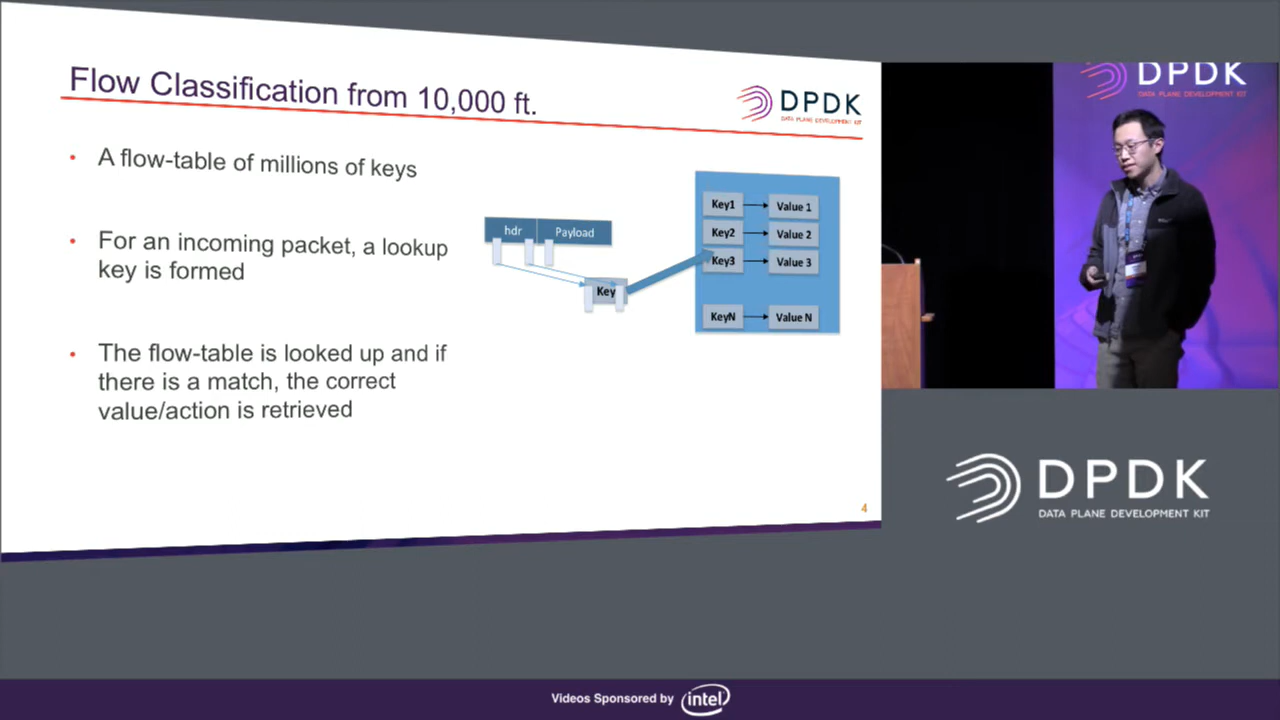 Flow Classification from 10,000 ft.
DPDK
DATA PLANE DEVELOPMENT KIT
• A flow-table of millions of keys
• For an incoming packet, a lookup
key is formed
• The flow-table is looked up and if
there is a match, the correct
value/action is retrieved
hdr Payload
Key
Key1 Value 1
Key2 Value 2
Key3 Value 3
KeyN Value N
4
DPDK
DATA PLANE DEVELOPMENT KIT
DPDK
DATA PLANE DEVELOPMENT KIT
Videos Sponsored by intel